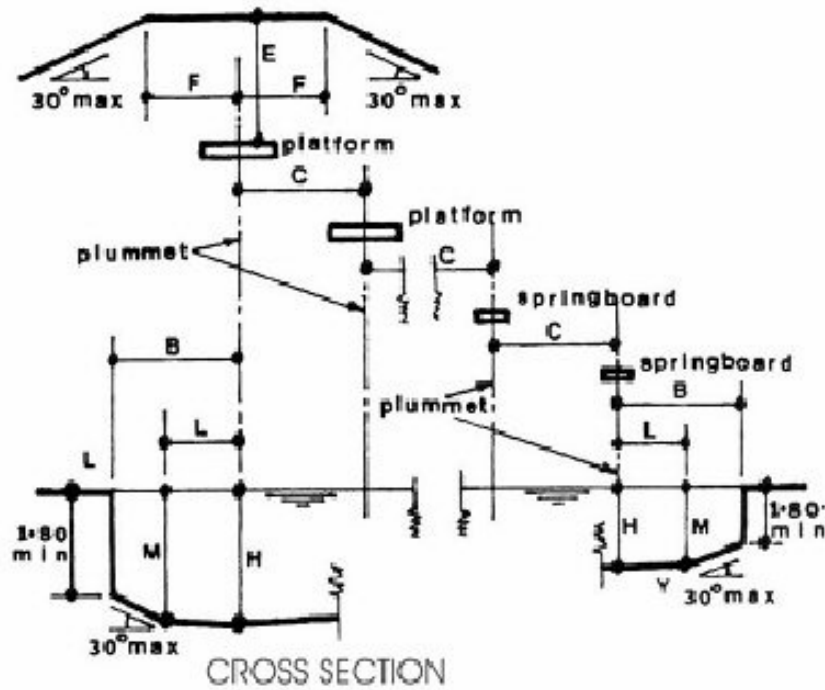 E
F F
30° max 30° max
platform
C
platform
plummet
C
springboard
C
B
springboard
plummet
B
L
L
L
1·80
min
M
H
H
M
1·80
min
Y
30° max
30° max
CROSS SECTION